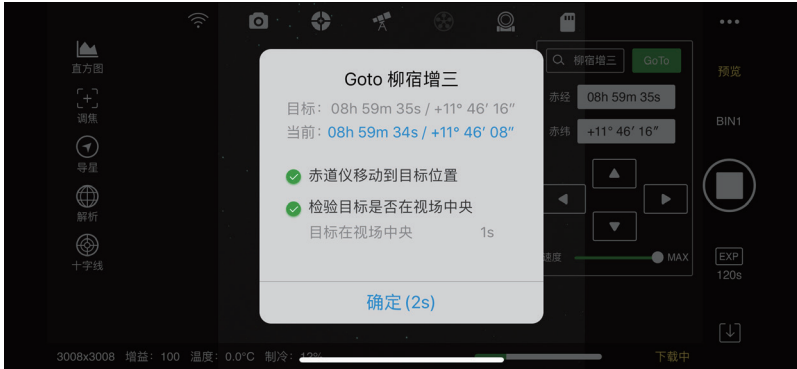 直方图
调焦
导星
解析
十字线
Goto 柳宿增三
目标：08h 59m 35s / +11° 46′ 16″
当前：08h 59m 34s / +11° 46′ 08″
赤道仪移动到目标位置
检验目标是否在视场中央
目标在视场中央 1s
确定(2s)
柳宿增三 GoTo
赤经 08h 59m 35s
赤纬 +11° 46′ 16″
速度 MAX
预览
BIN1
EXP
120s
3008x3008 增益：100 温度：0.0°C 制冷：13% 下载中